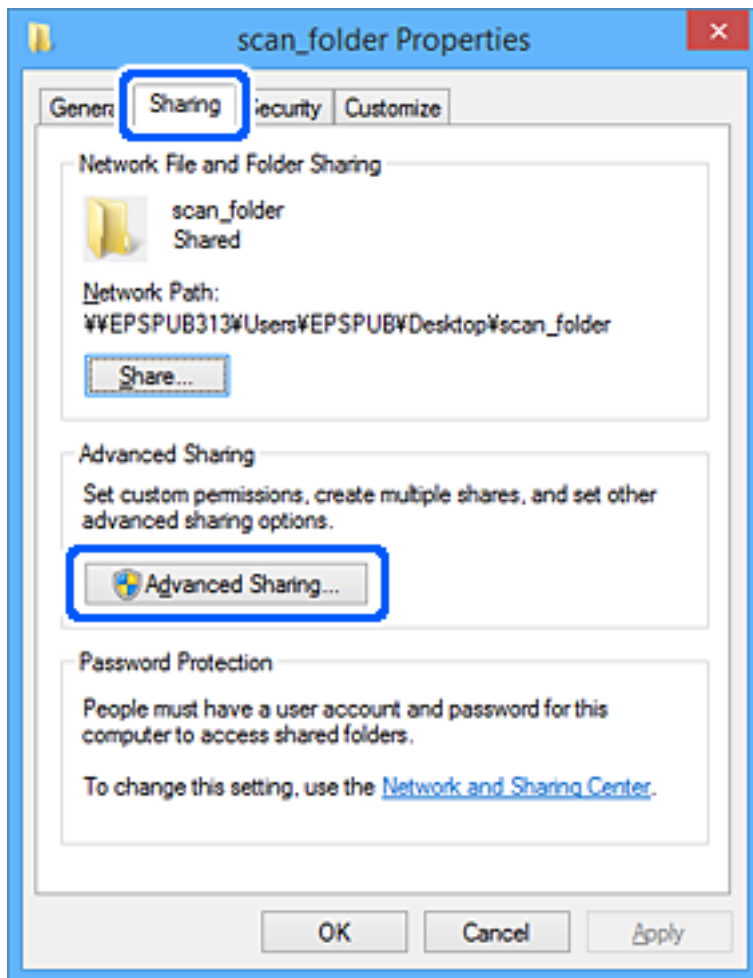 scan_folder Properties
General Sharing Security Customize
Network File and Folder Sharing
scan_folder
Shared
Network Path:
¥¥EPSPUB313¥Users¥EPSPUB¥Desktop¥scan_folder
Share...
Advanced Sharing
Set custom permissions, create multiple shares, and set other
advanced sharing options.
Advanced Sharing...
Password Protection
People must have a user account and password for this
computer to access shared folders.
To change this setting, use the Network and Sharing Center.
OK Cancel Apply